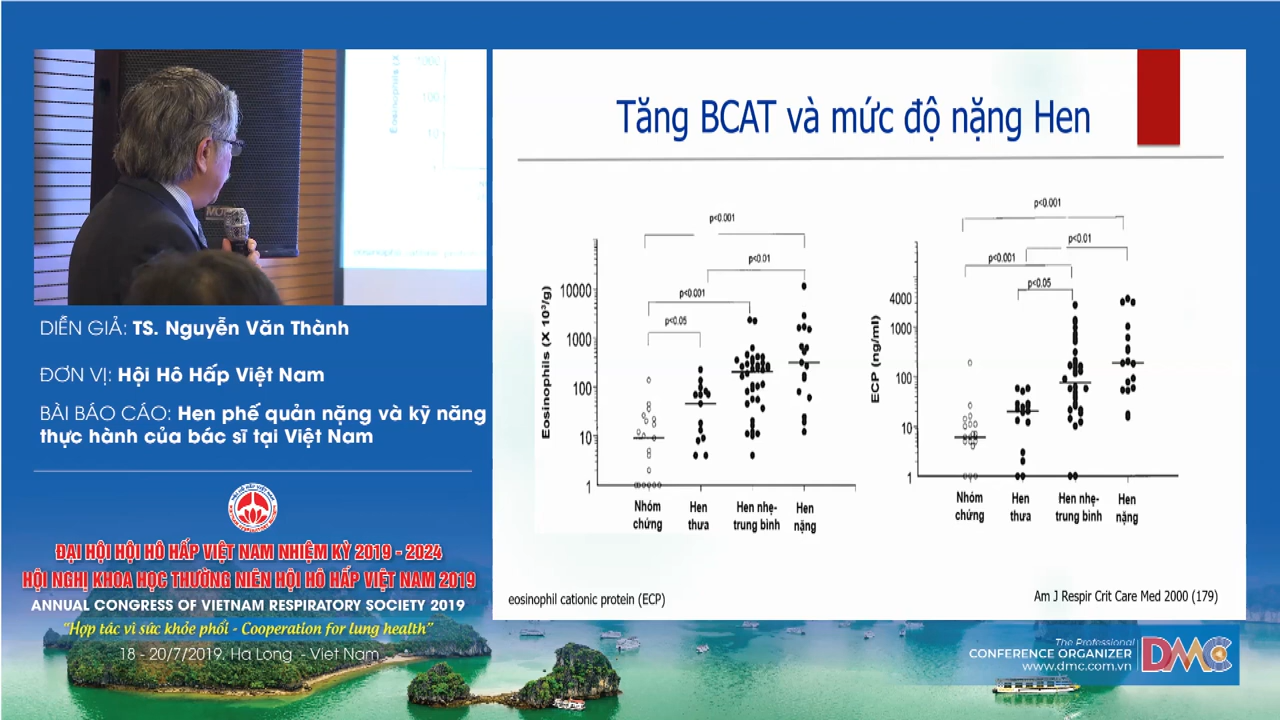 1000
100
10
MOTU
DIỄN GIẢ: TS. Nguyễn Văn Thành
ĐƠN VỊ: Hội Hô Hấp Việt Nam
BÀI BÁO CÁO: Hen phế quản nặng và kỹ năng
thực hành của bác sĩ tại Việt Nam
ĐẠI HỘI HỘI HÔ HẤP VIỆT NAM NHIỆM KỲ 2019 - 2024
HỘI NGHỊ KHOA HỌC THƯỜNG NIÊN HỘI HÔ HẤP VIỆT NAM 2019
ANNUAL CONGRESS OF VIETNAM RESPIRATORY SOCIETY 2019
"Hợp tác vì sức khỏe phổi - Cooperation for lung health"
18 - 20/7/2019. Ha Long - Viet Nam
Tăng BCAT và mức độ nặng Hen
p<0.001
p<0.01
p<0.001
p<0.05
Eosinophils (X 10³/g)
10000
1000
100
10
1
Nhóm chứng
Hen thưa
Hen nhẹ-trung bình
Hen nặng
p<0.001
p<0.01
p<0.001
p<0.05
ECP (ng/ml)
4000
1000
100
10
1
Nhóm chứng
Hen thưa
Hen nhẹ-trung bình
Hen nặng
eosinophil cationic protein (ECP)
Am J Respir Crit Care Med 2000 (179)
The Professional
CONFERENCE ORGANIZER
www.dmc.com.vn
DMC